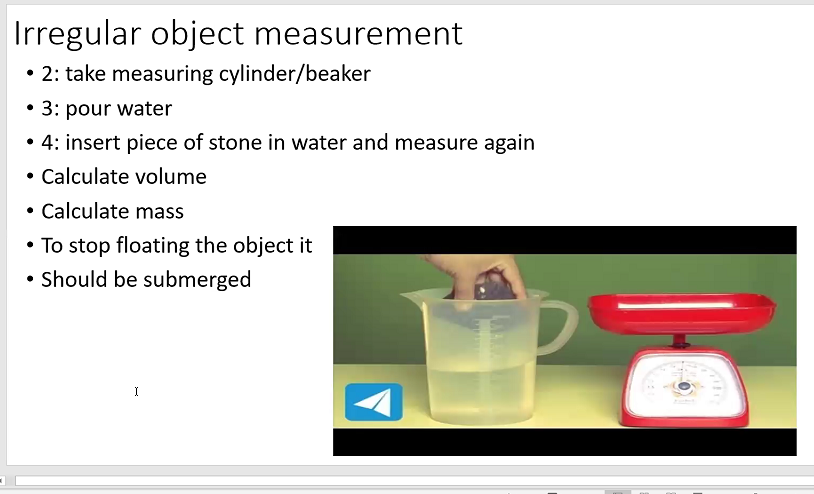 Irregular object measurement
• 2: take measuring cylinder/beaker
• 3: pour water
• 4: insert piece of stone in water and measure again
• Calculate volume
• Calculate mass
• To stop floating the object it
• Should be submerged